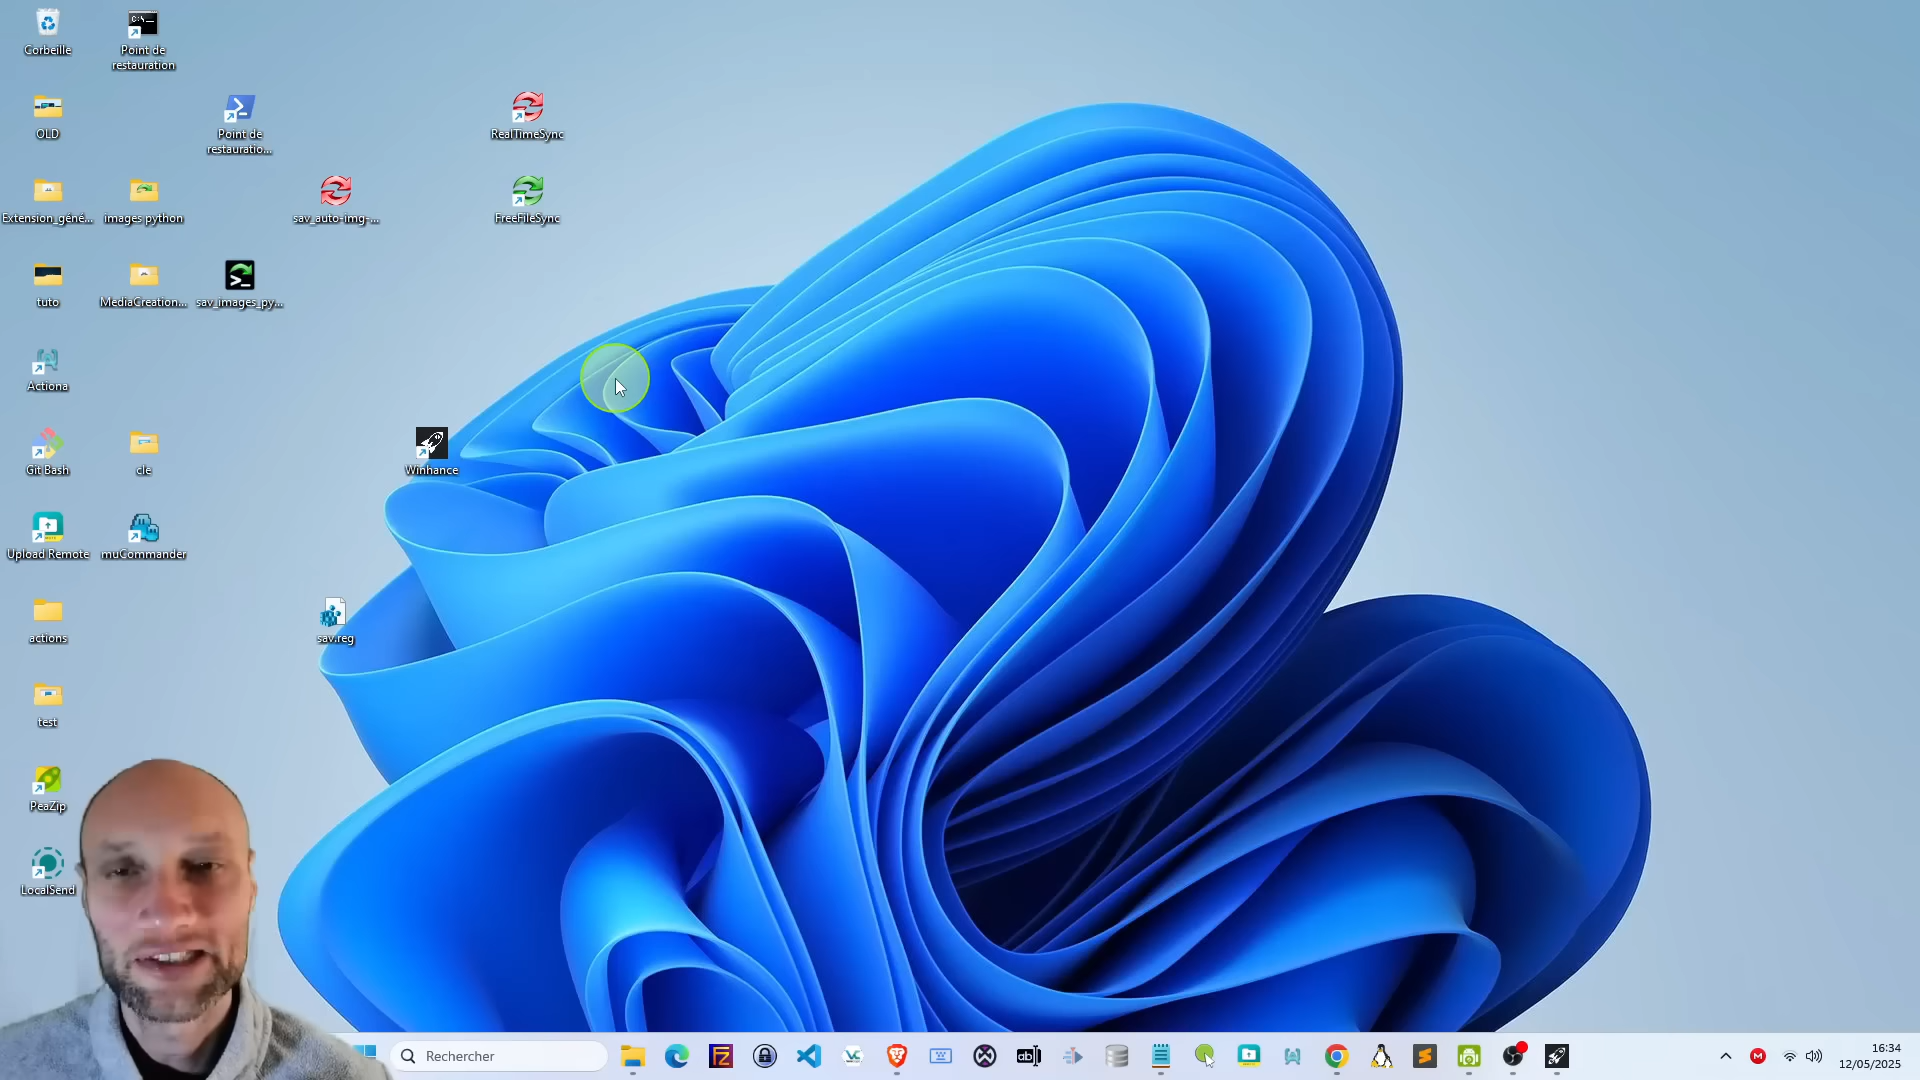 Corbeille
Point de
restauration
OLD
Point de
restauratio...
RealTimeSync
Extension_géné...
images python
sav_auto-img-...
FreeFileSync
tuto
MediaCreation...
sav_images_py...
Actiona
Git Bash
cle
Winhance
Upload Remote
muCommander
actions
sav.reg
test
PeaZip
LocalSend
Rechercher
16:34
12/05/2025